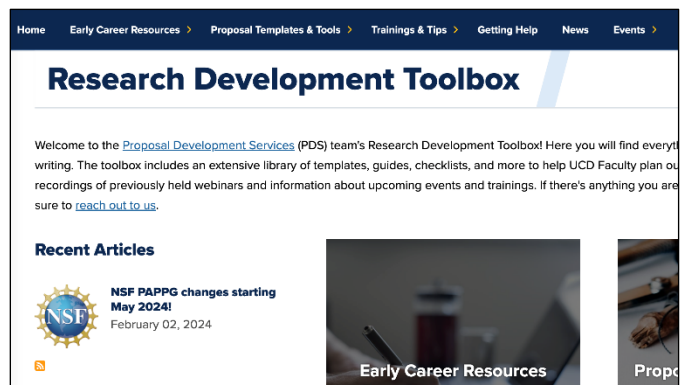 Home Early Career Resources > Proposal Templates & Tools > Trainings & Tips > Getting Help News Events >
Research Development Toolbox
Welcome to the Proposal Development Services (PDS) team's Research Development Toolbox! Here you will find
writing. The toolbox includes an extensive library of templates, guides, checklists, and more to help UCD Faculty plan
recordings of previously held webinars and information about upcoming events and trainings. If there's anything you are
sure to reach out to us.
Recent Articles
NSF PAPPG changes starting
May 2024!
February 02, 2024
NSF
Early Career Resources